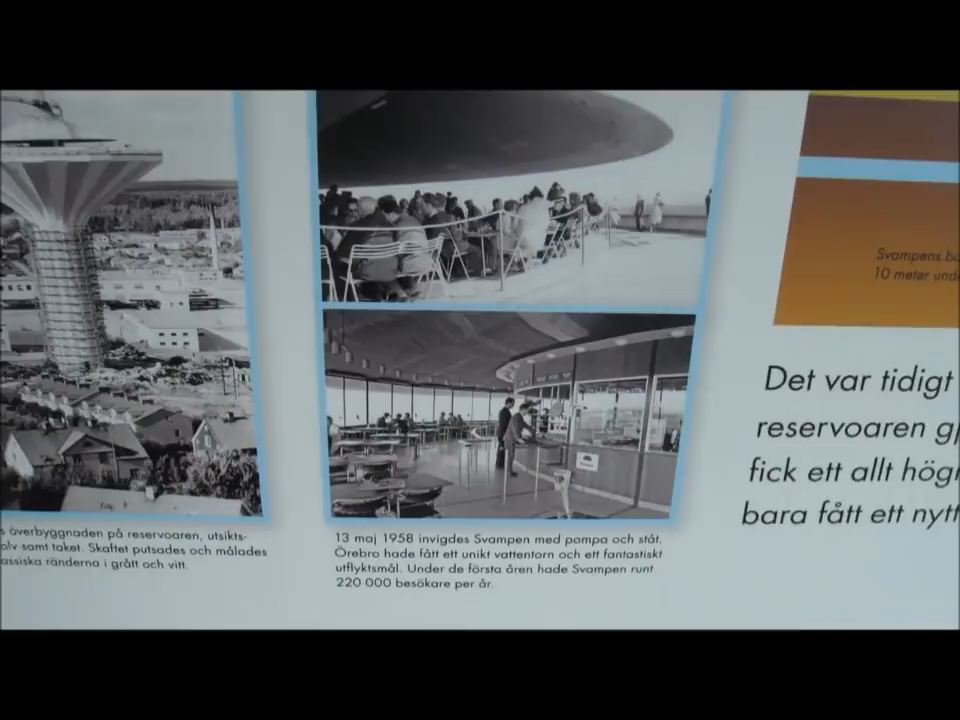 s överbyggnaden på reservoaren, utsikts-
olv samt taket. Skaftet putsades och målades
assiska ränderna i grått och vitt.
13 maj 1958 invigdes Svampen med pompa och ståt.
Örebro hade fått ett unikt vattentorn och ett fantastiskt
utflyktsmål. Under de första åren hade Svampen runt
220 000 besökare per år.
Svampens
10 meter
Det var tidigt
reservoaren
fick ett allt
bara fått ett nytt